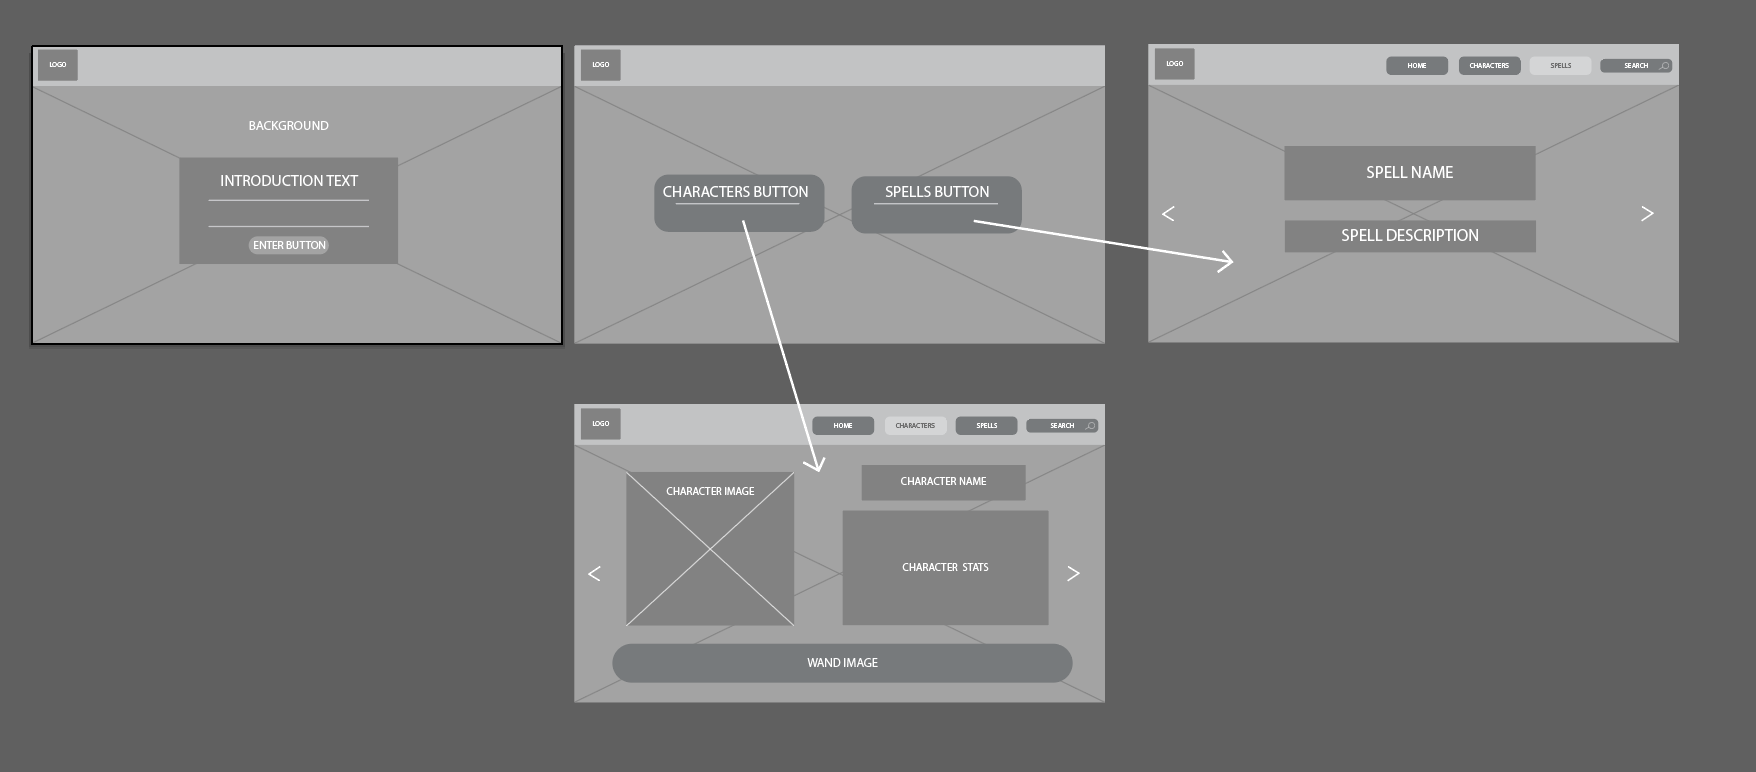 LOGO
BACKGROUND
INTRODUCTION TEXT
ENTER BUTTON
LOGO
CHARACTERS BUTTON
SPELLS BUTTON
LOGO
HOME
CHARACTERS
SPELLS
SEARCH
SPELL NAME
<
>
SPELL DESCRIPTION
LOGO
HOME
CHARACTERS
SPELLS
SEARCH
CHARACTER IMAGE
CHARACTER NAME
CHARACTER STATS
<
>
WAND IMAGE